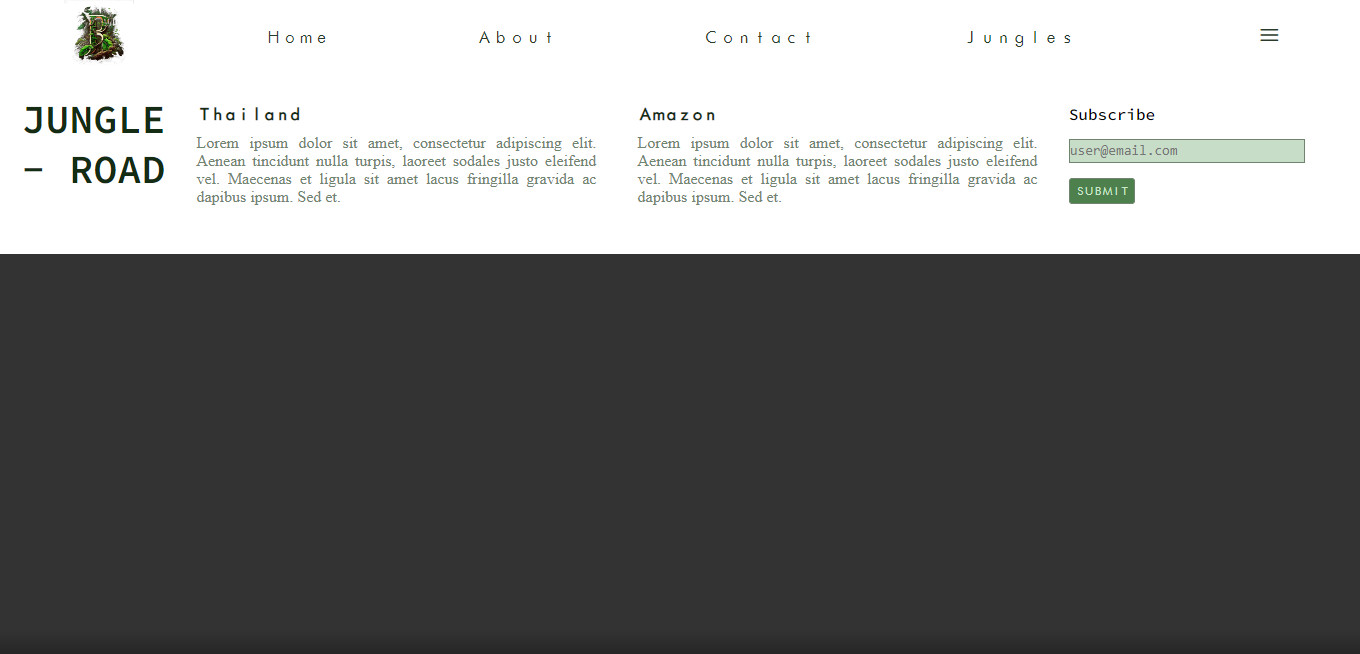 Home About Contact Jungles
JUNGLE
- ROAD
Thailand
Lorem ipsum dolor sit amet, consectetur adipiscing elit.
Aenean tincidunt nulla turpis, laoreet sodales justo eleifend
vel. Maecenas et ligula sit amet lacus fringilla gravida ac
dapibus ipsum. Sed et.
Amazon
Lorem ipsum dolor sit amet, consectetur adipiscing elit.
Aenean tincidunt nulla turpis, laoreet sodales justo eleifend
vel. Maecenas et ligula sit amet lacus fringilla gravida ac
dapibus ipsum. Sed et.
Subscribe
user@email.com
SUBMIT